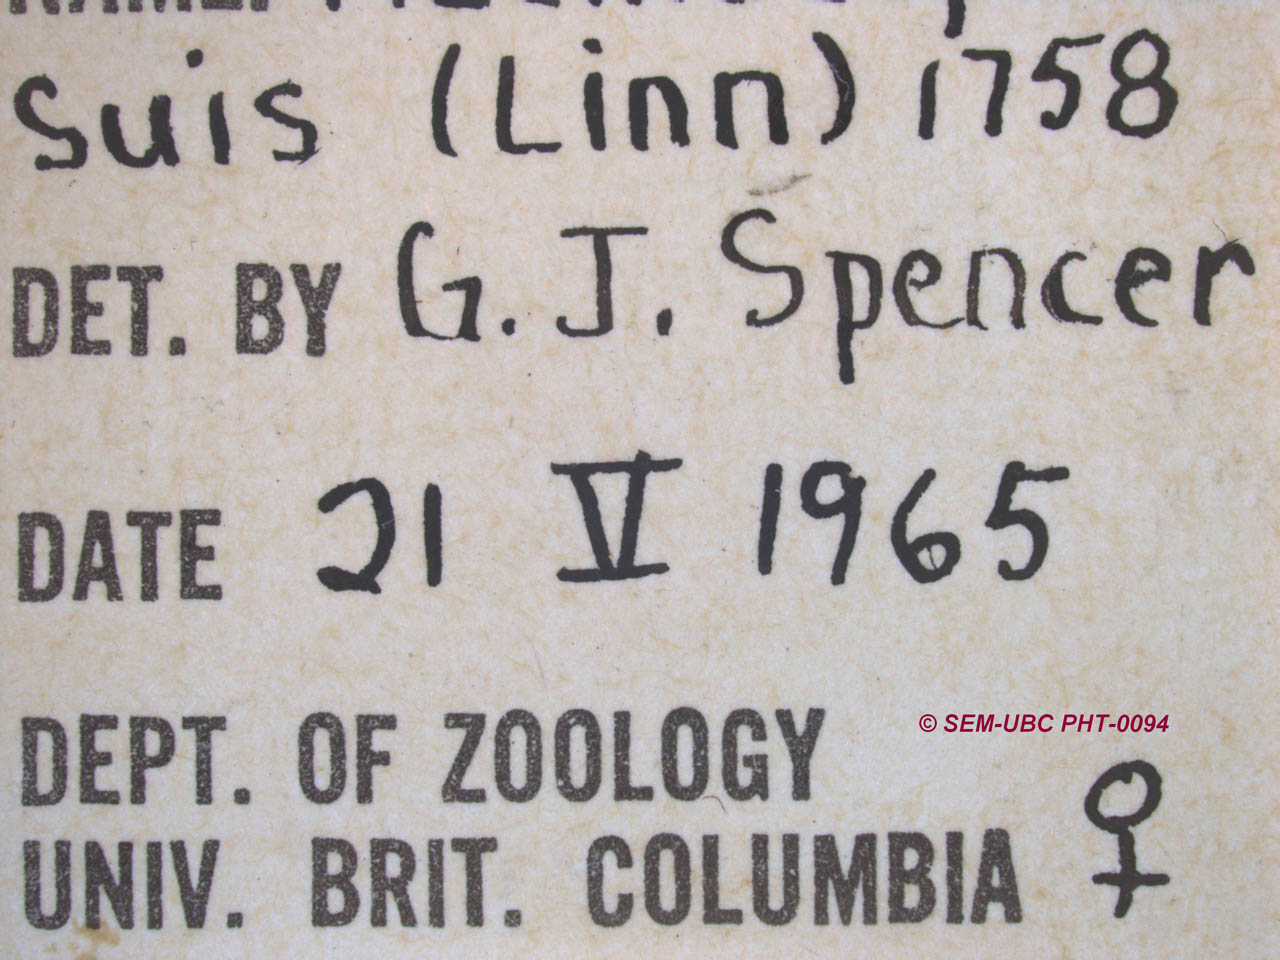 NAME:
Suis (Linn) 1758
DET. BY G. J. Spencer
DATE 21 V 1965
DEPT. OF ZOOLOGY
© SEM-UBC PHT-0094
UNIV. BRIT. COLUMBIA ♀